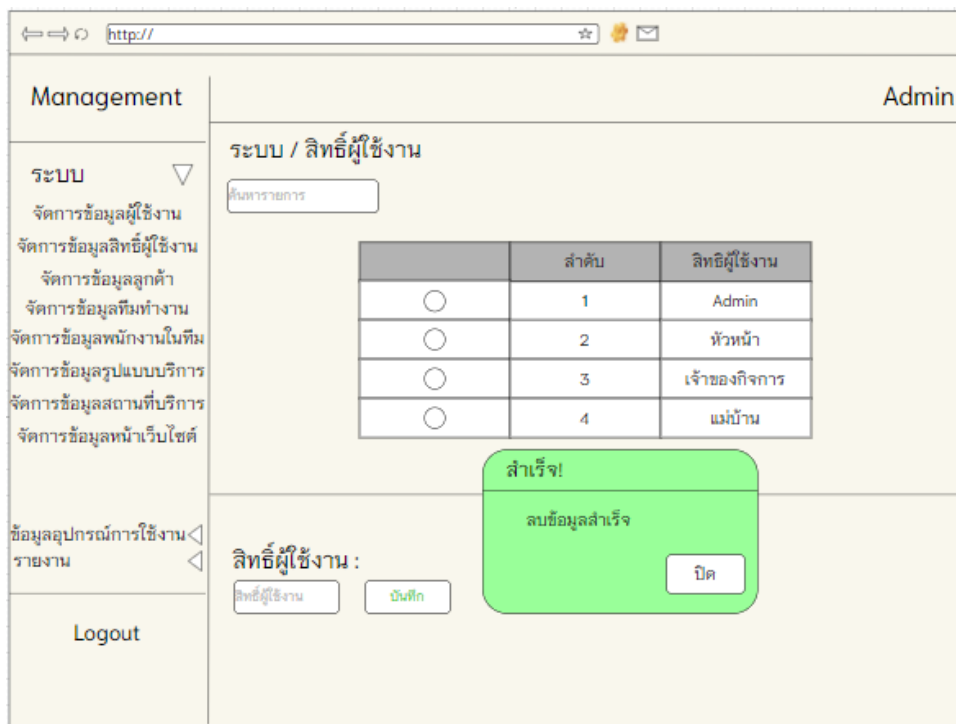 http://
Management
Admin
ระบบ / สิทธิ์ผู้ใช้งาน
ระบบ
ค้นหารายการ
จัดการข้อมูลผู้ใช้งาน
จัดการข้อมูลสิทธิ์ผู้ใช้งาน
จัดการข้อมูลลูกค้า
จัดการข้อมูลทีมทำงาน
จัดการข้อมูลพนักงานในทีม
จัดการข้อมูลรูปแบบบริการ
จัดการข้อมูลสถานที่บริการ
จัดการข้อมูลหน้าเว็บไซต์
ข้อมูลอุปกรณ์การใช้งาน
รายงาน
Logout
ลำดับ สิทธิผู้ใช้งาน
1 Admin
2 หัวหน้า
3 เจ้าของกิจการ
4 แม่บ้าน
สำเร็จ!
ลบข้อมูลสำเร็จ
ปิด
สิทธิ์ผู้ใช้งาน :
สิทธิ์ผู้ใช้งาน บันทึก